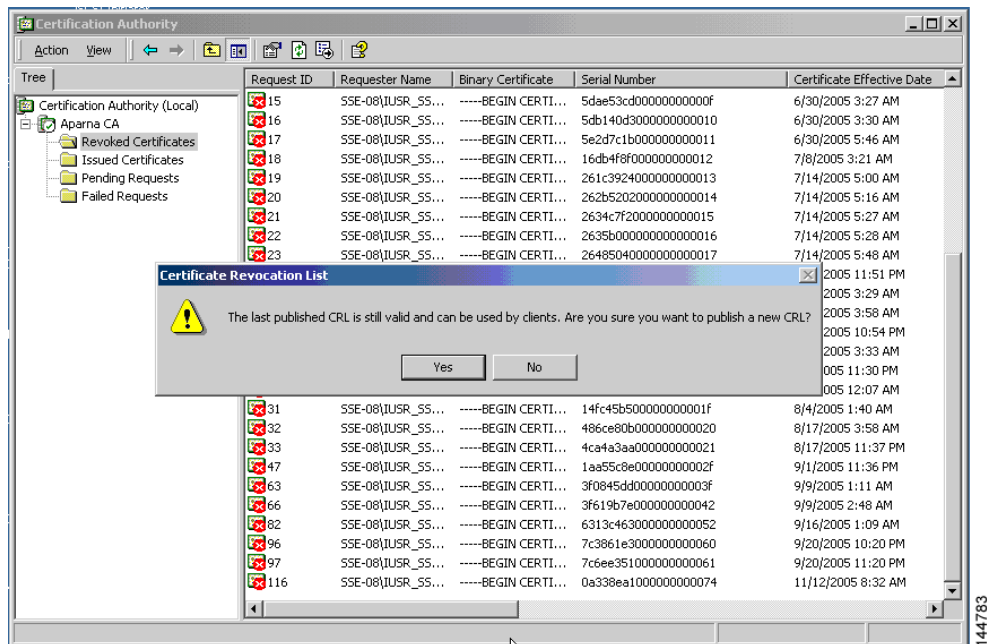 Certification Authority
Action View
Tree
Request ID Requester Name Binary Certificate Serial Number Certificate Effective Date
Certification Authority (Local)
Aparna CA
Revoked Certificates
Issued Certificates
Pending Requests
Failed Requests
15 SSE-08\IUSR_SS... -----BEGIN CERTI... 5dae53cd00000000000f 6/30/2005 3:27 AM
16 SSE-08\IUSR_SS... -----BEGIN CERTI... 5db140d3000000000010 6/30/2005 3:30 AM
17 SSE-08\IUSR_SS... -----BEGIN CERTI... 5e2d7c1b000000000011 6/30/2005 5:46 AM
18 SSE-08\IUSR_SS... -----BEGIN CERTI... 16db4f8f000000000012 7/8/2005 3:21 AM
19 SSE-08\IUSR_SS... -----BEGIN CERTI... 261c3924000000000013 7/14/2005 5:00 AM
20 SSE-08\IUSR_SS... -----BEGIN CERTI... 262b5202000000000014 7/14/2005 5:16 AM
21 SSE-08\IUSR_SS... -----BEGIN CERTI... 2634c7f2000000000015 7/14/2005 5:27 AM
22 SSE-08\IUSR_SS... -----BEGIN CERTI... 2635b000000000000016 7/14/2005 5:28 AM
23 SSE-08\IUSR_SS... -----BEGIN CERTI... 26485040000000000017 7/14/2005 5:48 AM
Certificate Revocation List
The last published CRL is still valid and can be used by clients. Are you sure you want to publish a new CRL?
Yes No
2005 11:51 PM
2005 3:29 AM
2005 3:58 AM
2005 10:54 PM
2005 3:33 AM
005 11:30 PM
005 12:07 AM
31 SSE-08\IUSR_SS... -----BEGIN CERTI... 14fc45b500000000001f 8/4/2005 1:40 AM
32 SSE-08\IUSR_SS... -----BEGIN CERTI... 486ce80b000000000020 8/17/2005 3:58 AM
33 SSE-08\IUSR_SS... -----BEGIN CERTI... 4ca4a3aa000000000021 8/17/2005 11:37 PM
47 SSE-08\IUSR_SS... -----BEGIN CERTI... 1aa55c8e00000000002f 9/1/2005 11:36 PM
63 SSE-08\IUSR_SS... -----BEGIN CERTI... 3f0845dd00000000003f 9/9/2005 1:11 AM
66 SSE-08\IUSR_SS... -----BEGIN CERTI... 3f619b7e000000000042 9/9/2005 2:48 AM
82 SSE-08\IUSR_SS... -----BEGIN CERTI... 6313c463000000000052 9/16/2005 1:09 AM
96 SSE-08\IUSR_SS... -----BEGIN CERTI... 7c3861e3000000000060 9/20/2005 10:20 PM
97 SSE-08\IUSR_SS... -----BEGIN CERTI... 7c6ee351000000000061 9/20/2005 11:20 PM
116 SSE-08\IUSR_SS... -----BEGIN CERTI... 0a338ea1000000000074 11/12/2005 8:32 AM
144783